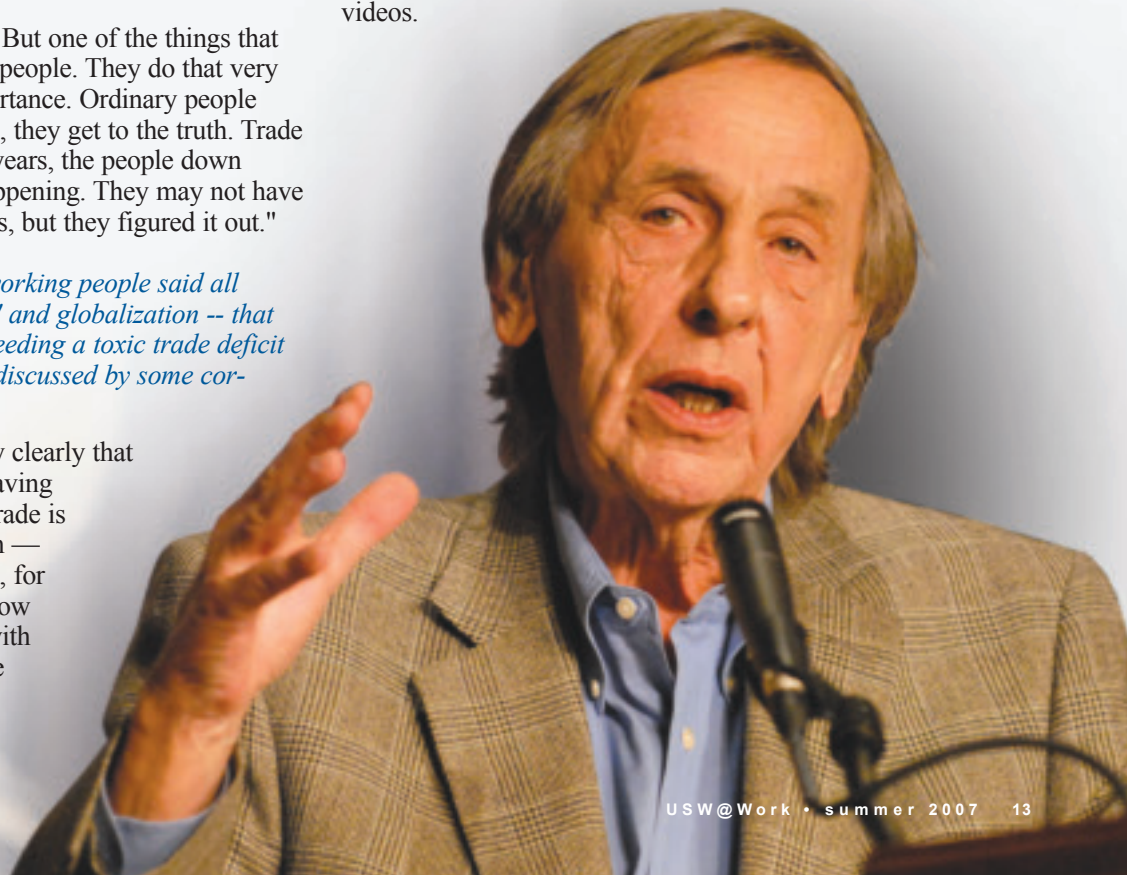 But one of the things that
people. They do that very
rtance. Ordinary people
, they get to the truth. Trade
years, the people down
ppening. They may not have
s, but they figured it out."
orking people said all
and globalization -- that
eeding a toxic trade deficit
discussed by some cor-
y clearly that
aving
rade is
n —
, for
ow
with
e
videos.
USW@Work • summer 2007 13